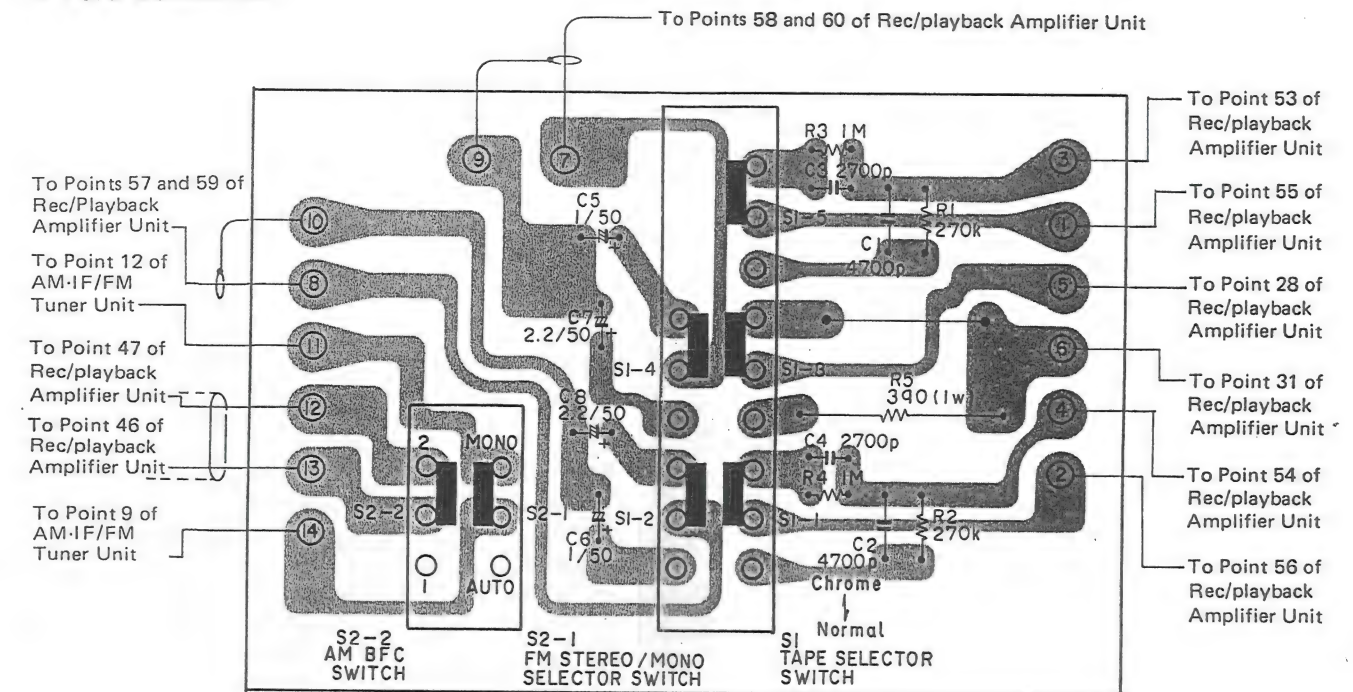 To Points 58 and 60 of Rec/playback Amplifier Unit
To Points 57 and 59 of
Rec/Playback
Amplifier Unit
To Point 12 of
AM·IF/FM
Tuner Unit
To Point 47 of
Rec/playback
Amplifier Unit
To Point 46 of
Rec/playback
Amplifier Unit
To Point 9 of
AM·IF/FM
Tuner Unit
9
7
10
8
11
12
13
14
C5
1/50
+
C7
2.2/50
+
S1-4
C8
2.2/50
+
2
MONO
S2-2
S2-1
S1-2
+
C6
1/50
1
AUTO
R3 1M
C3 2700p
S1-5
R1
270k
C1
4700p
S1-3
R5
390 (1w
C4 2700p
R4 1M
S1-1
R2
270k
C2
4700p
Chrome
Normal
3
1
5
6
4
2
S2-2
AM BFC
SWITCH
S2-1
FM STEREO/MONO
SELECTOR SWITCH
S1
TAPE SELECTOR
SWITCH
To Point 53 of
Rec/playback
Amplifier Unit
To Point 55 of
Rec/playback
Amplifier Unit
To Point 28 of
Rec/playback
Amplifier Unit
To Point 31 of
Rec/playback
Amplifier Unit
To Point 54 of
Rec/playback
Amplifier Unit
To Point 56 of
Rec/playback
Amplifier Unit